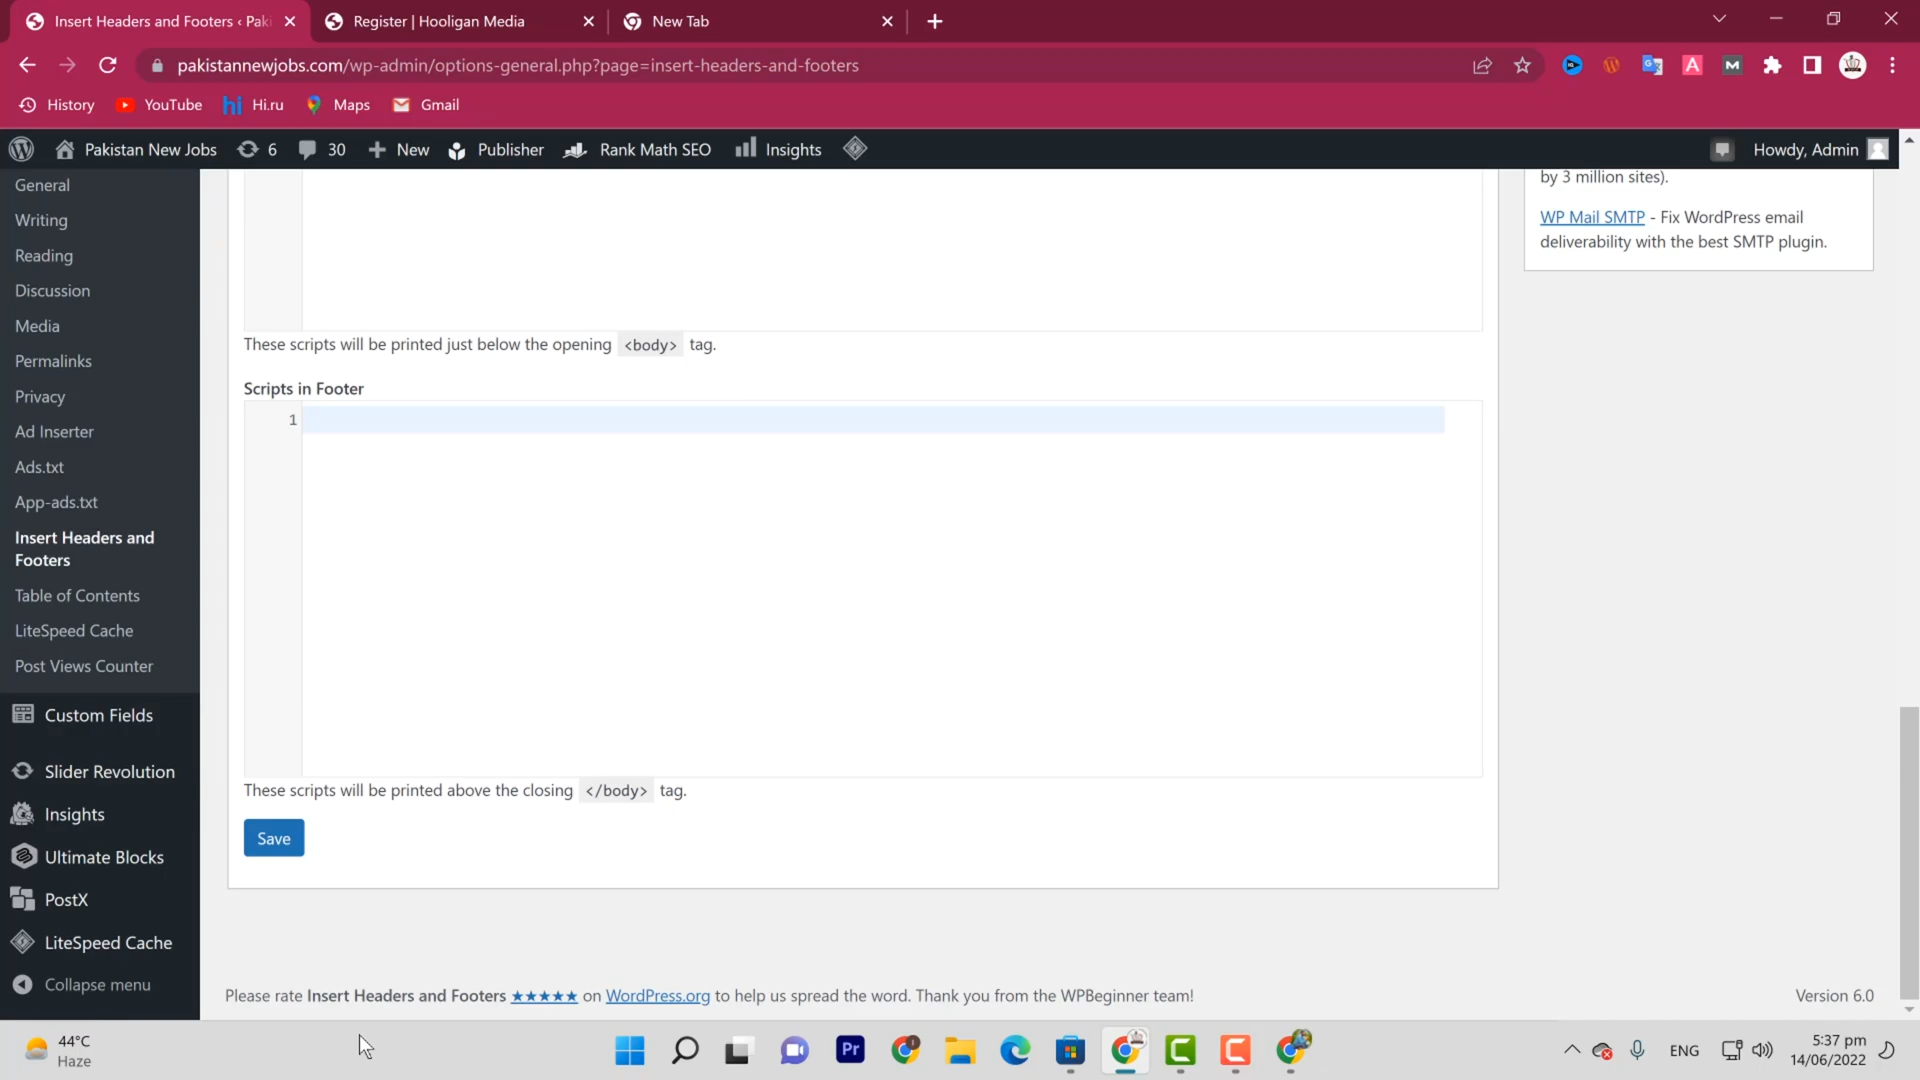 Insert Headers and Footers ‹ Paki
Register | Hooligan Media
New Tab
pakistannewjobs.com/wp-admin/options-general.php?page=insert-headers-and-footers
History
YouTube
hi Hi.ru
Maps
Gmail
Pakistan New Jobs
6
30
New
Publisher
Rank Math SEO
Insights
Howdy, Admin
General
Writing
Reading
Discussion
Media
Permalinks
Privacy
Ad Inserter
Ads.txt
App-ads.txt
Insert Headers and
Footers
Table of Contents
LiteSpeed Cache
Post Views Counter
Custom Fields
Slider Revolution
Insights
Ultimate Blocks
PostX
LiteSpeed Cache
Collapse menu
These scripts will be printed just below the opening <body> tag.
Scripts in Footer
1
These scripts will be printed above the closing </body> tag.
Save
by 3 million sites).
WP Mail SMTP - Fix WordPress email
deliverability with the best SMTP plugin.
Please rate Insert Headers and Footers ★★★★★ on WordPress.org to help us spread the word. Thank you from the WPBeginner team!
Version 6.0
44°C
Haze
Pr
ENG
5:37 pm
14/06/2022